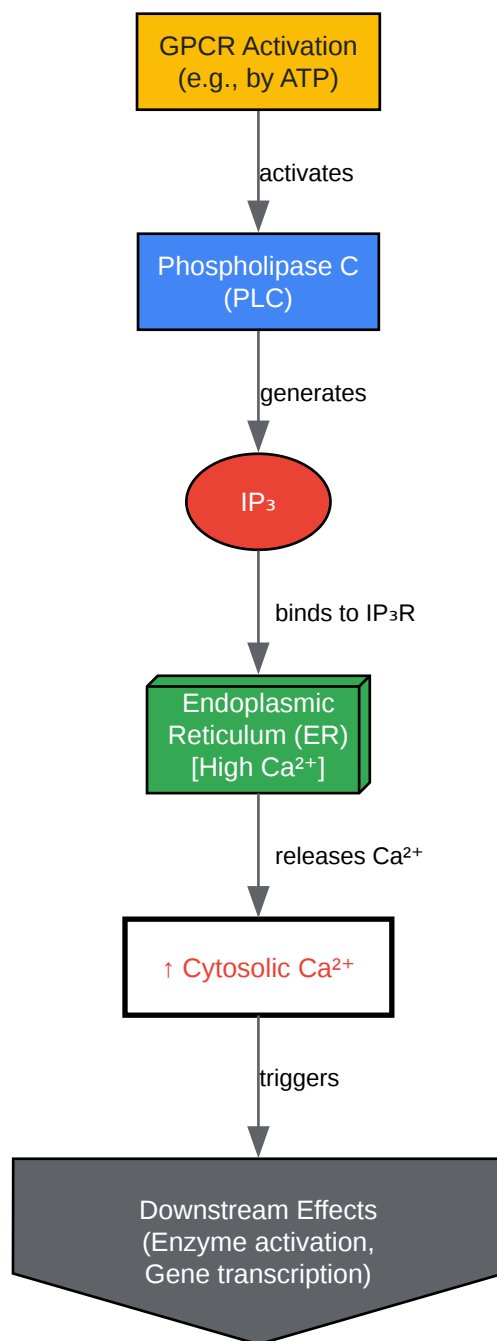 GPCR Activation
(e.g., by ATP)
activates
Phospholipase C
(PLC)
generates
IP₃
binds to IP₃R
Endoplasmic
Reticulum (ER)
[High Ca²⁺]
releases Ca²⁺
↑ Cytosolic Ca²⁺
triggers
Downstream Effects
(Enzyme activation,
Gene transcription)